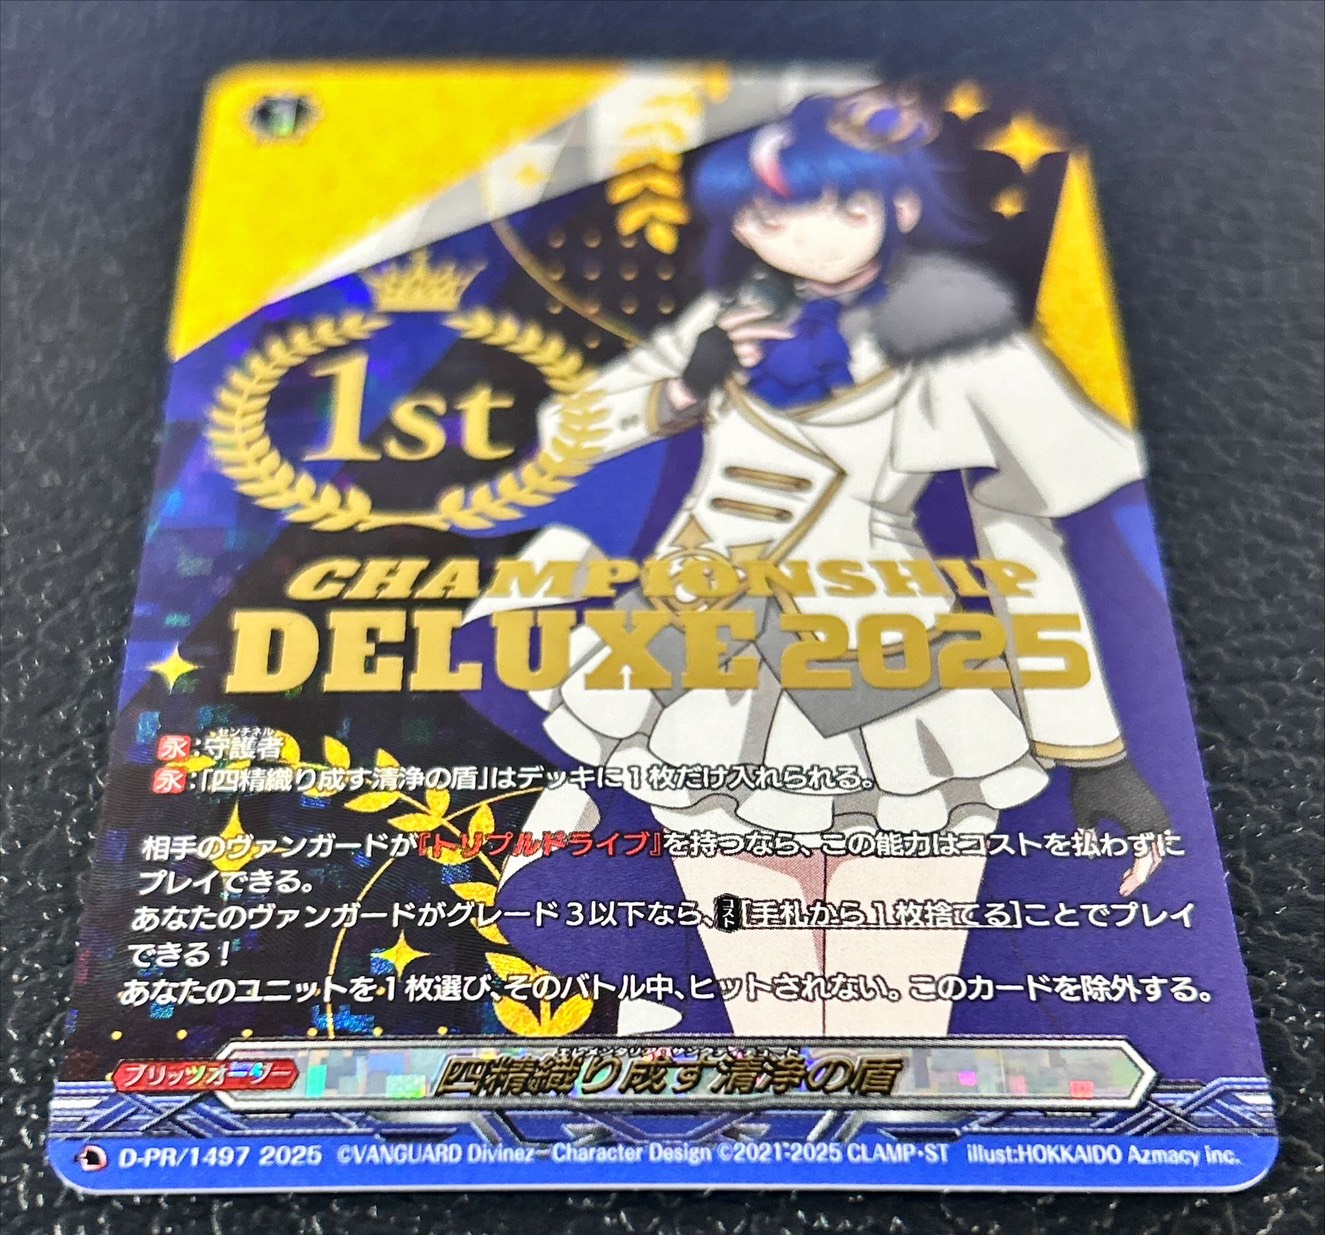 1st
CHAMPIONSHIP
DELUXE 2025
センチネル
永:守護者
永:「四精織り成す清浄の盾」はデッキに1枚だけ入れられる。
相手のヴァンガードが『トリプルドライブ』を持つなら、この能力はコストを払わずに
プレイできる。
あなたのヴァンガードがグレード3以下なら、コスト[手札から1枚捨てる]ことでプレイ
できる!
あなたのユニットを1枚選び、そのバトル中、ヒットされない。このカードを除外する。
ブリッツオーダー
四精織り成す清浄の盾
D-PR/1497 2025 ©VANGUARD Divinez Character Design ©2021-2025 CLAMP・ST illust:HOKKAIDO Azmacy Inc.